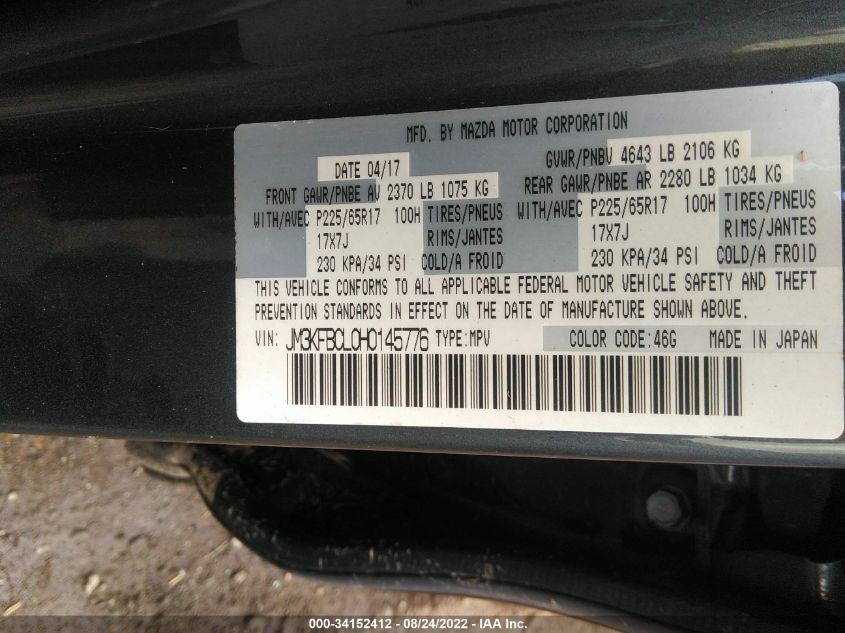 MFD. BY MAZDA MOTOR CORPORATION
DATE 04/17 GVWR/PNBV 4643 LB 2106 KG
FRONT GAWR/PNBE AV 2370 LB 1075 KG REAR GAWR/PNBE AR 2280 LB 1034 KG
WITH/AVEC P225/65R17 100H TIRES/PNEUS WITH/AVEC P225/65R17 100H TIRES/PNEUS
17X7J RIMS/JANTES 17X7J RIMS/JANTES
230 KPA/34 PSI COLD/A FROID 230 KPA/34 PSI COLD/A FROID
THIS VEHICLE CONFORMS TO ALL APPLICABLE FEDERAL MOTOR VEHICLE SAFETY AND THEFT
PREVENTION STANDARDS IN EFFECT ON THE DATE OF MANUFACTURE SHOWN ABOVE.
VIN: JM3KFBCL0H0145776 TYPE:MPV COLOR CODE:46G MADE IN JAPAN
000-34152412 - 08/24/2022 - IAA Inc.